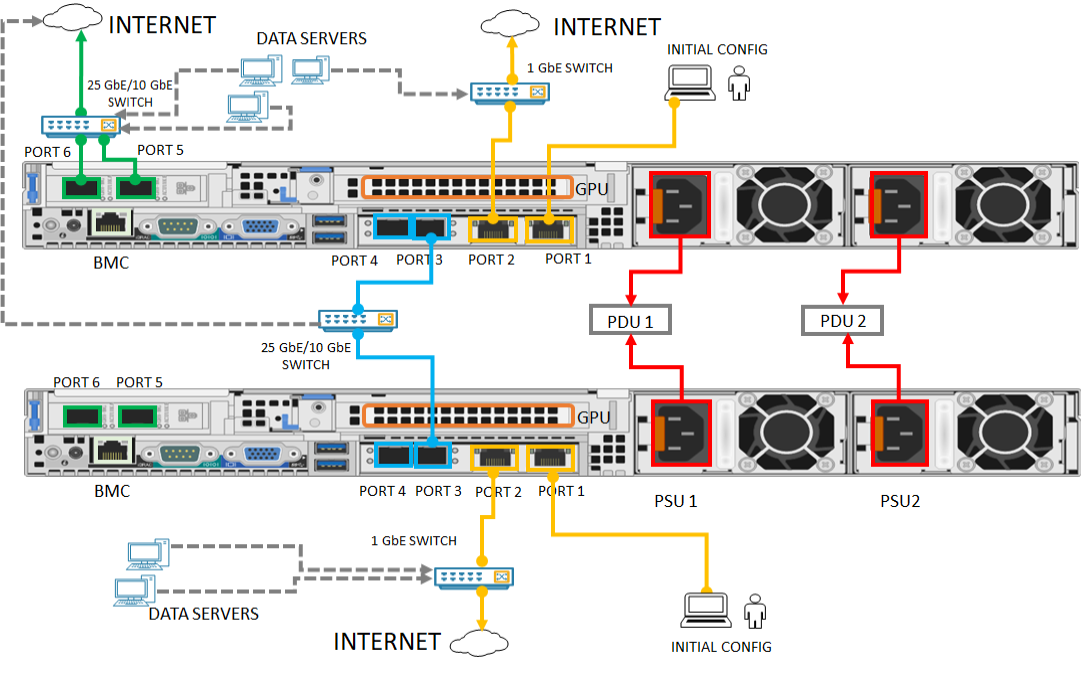 INTERNET
INTERNET
DATA SERVERS
INITIAL CONFIG
1 GbE SWITCH
25 GbE/10 GbE
SWITCH
PORT 6
PORT 5
GPU
BMC
PORT 4
PORT 3
PORT 2
PORT 1
PDU 1
PDU 2
25 GbE/10 GbE
SWITCH
PORT 6
PORT 5
GPU
BMC
PORT 4
PORT 3
PORT 2
PORT 1
PSU 1
PSU2
1 GbE SWITCH
DATA SERVERS
INTERNET
INITIAL CONFIG